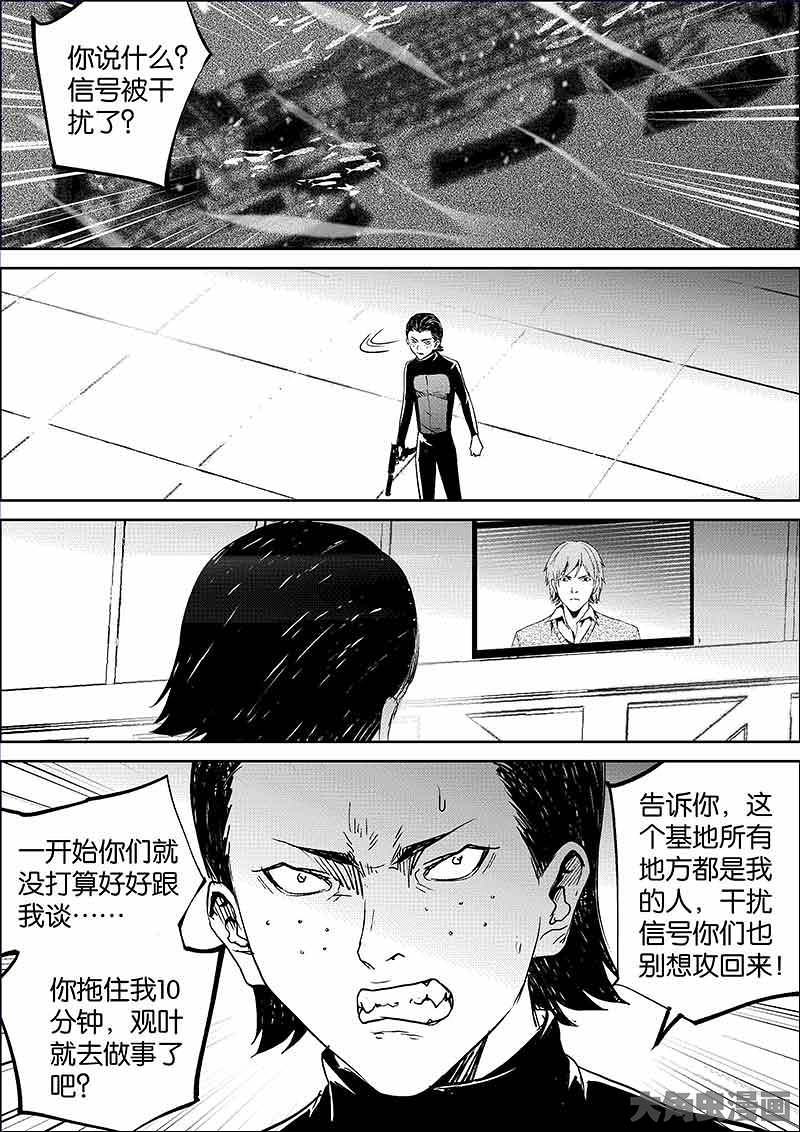 你说什么？
信号被干
扰了？
一开始你们就
没打算好好跟
我谈……
你拖住我10
分钟，观叶
就去做事了
吧？
告诉你，这
个基地所有
地方都是我
的人，干扰
信号你们也
别想攻回来！
大角虫漫画